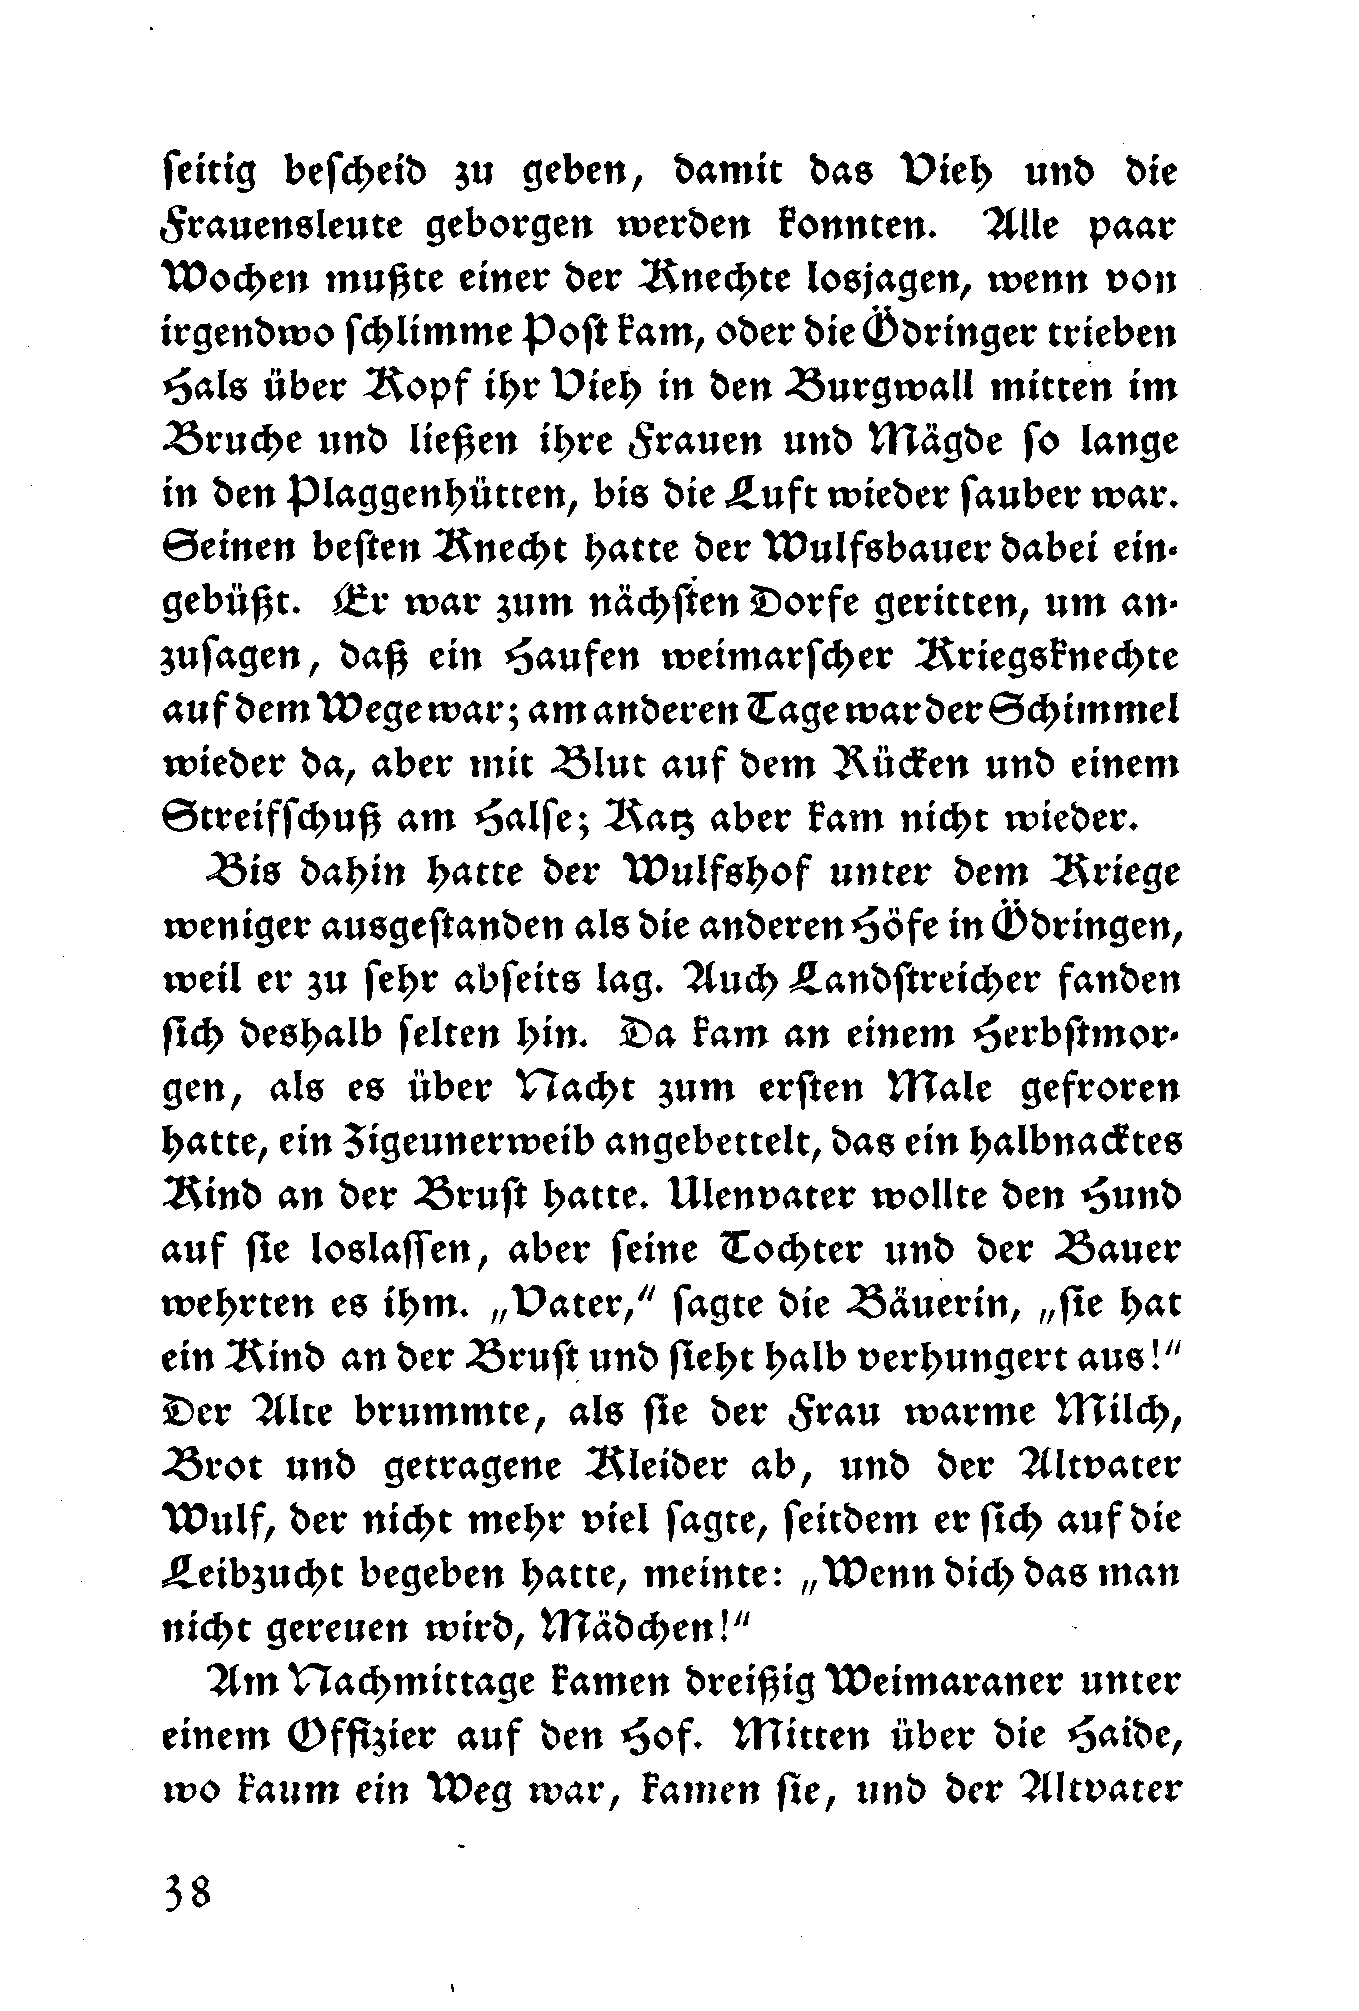 seitig bescheid zu geben, damit das Vieh und die
Frauensleute geborgen werden konnten. Alle paar
Wochen mußte einer der Knechte losjagen, wenn von
irgendwo schlimme Post kam, oder die Ödringer trieben
Hals über Kopf ihr Vieh in den Burgwall mitten im
Bruche und ließen ihre Frauen und Mägde so lange
in den Plaggenhütten, bis die Luft wieder sauber war.
Seinen besten Knecht hatte der Wulfsbauer dabei ein-
gebüßt. Er war zum nächsten Dorfe geritten, um an-
zusagen, daß ein Haufen weimarscher Kriegsknechte
auf dem Wege war; am anderen Tage war der Schimmel
wieder da, aber mit Blut auf dem Rücken und einem
Streifschuß am Halse; Katz aber kam nicht wieder.
Bis dahin hatte der Wulfshof unter dem Kriege
weniger ausgestanden als die anderen Höfe in Ödringen,
weil er zu sehr abseits lag. Auch Landstreicher fanden
sich deshalb selten hin. Da kam an einem Herbstmor-
gen, als es über Nacht zum ersten Male gefroren
hatte, ein Zigeunerweib angebettelt, das ein halbnacktes
Kind an der Brust hatte. Ulenvater wollte den Hund
auf sie loslassen, aber seine Tochter und der Bauer
wehrten es ihm. „Vater,“ sagte die Bäuerin, „sie hat
ein Kind an der Brust und sieht halb verhungert aus!“
Der Alte brummte, als sie der Frau warme Milch,
Brot und getragene Kleider ab, und der Altvater
Wulf, der nicht mehr viel sagte, seitdem er sich auf die
Leibzucht begeben hatte, meinte: „Wenn dich das man
nicht gereuen wird, Mädchen!“
Am Nachmittage kamen dreißig Weimaraner unter
einem Offizier auf den Hof. Mitten über die Haide,
wo kaum ein Weg war, kamen sie, und der Altvater
38